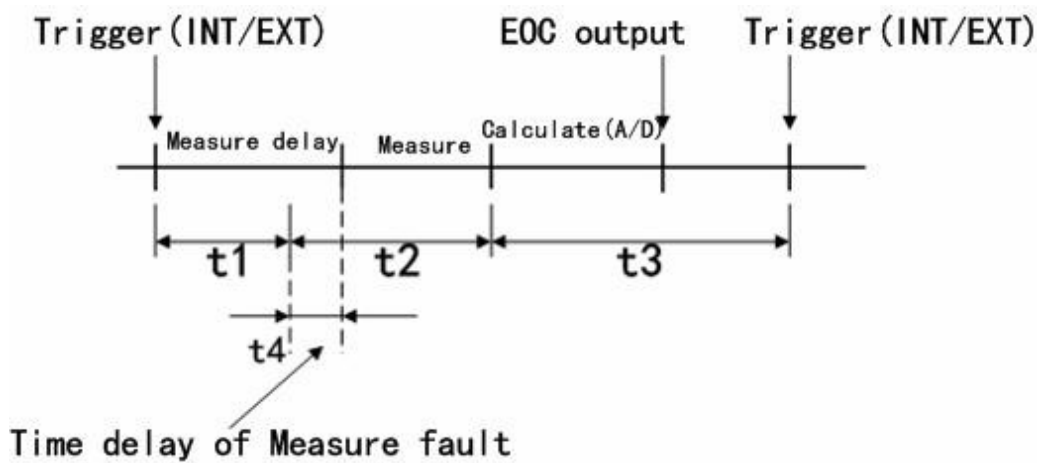 Trigger(INT/EXT) EOC output Trigger(INT/EXT)
Measure delay Measure Calculate(A/D)
t1 t2 t3
t4
Time delay of Measure fault